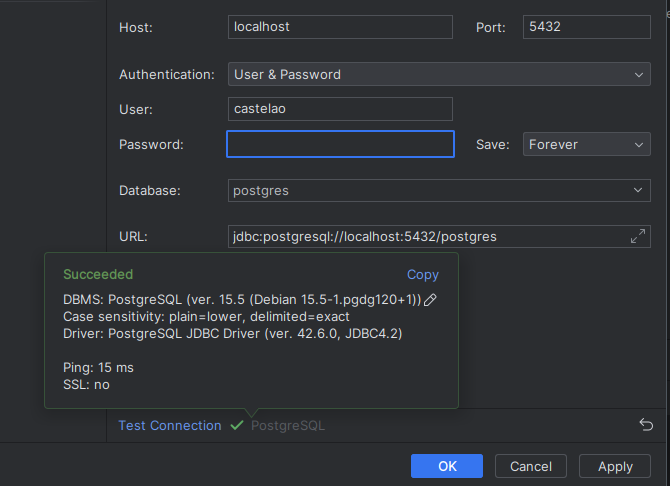 Host: localhost Port: 5432
Authentication: User & Password
User: castelao
Password: Save: Forever
Database: postgres
URL: jdbc:postgresql://localhost:5432/postgres
Succeeded Copy
DBMS: PostgreSQL (ver. 15.5 (Debian 15.5-1.pgdg120+1))
Case sensitivity: plain=lower, delimited=exact
Driver: PostgreSQL JDBC Driver (ver. 42.6.0, JDBC4.2)
Ping: 15 ms
SSL: no
Test Connection PostgreSQL
OK Cancel Apply